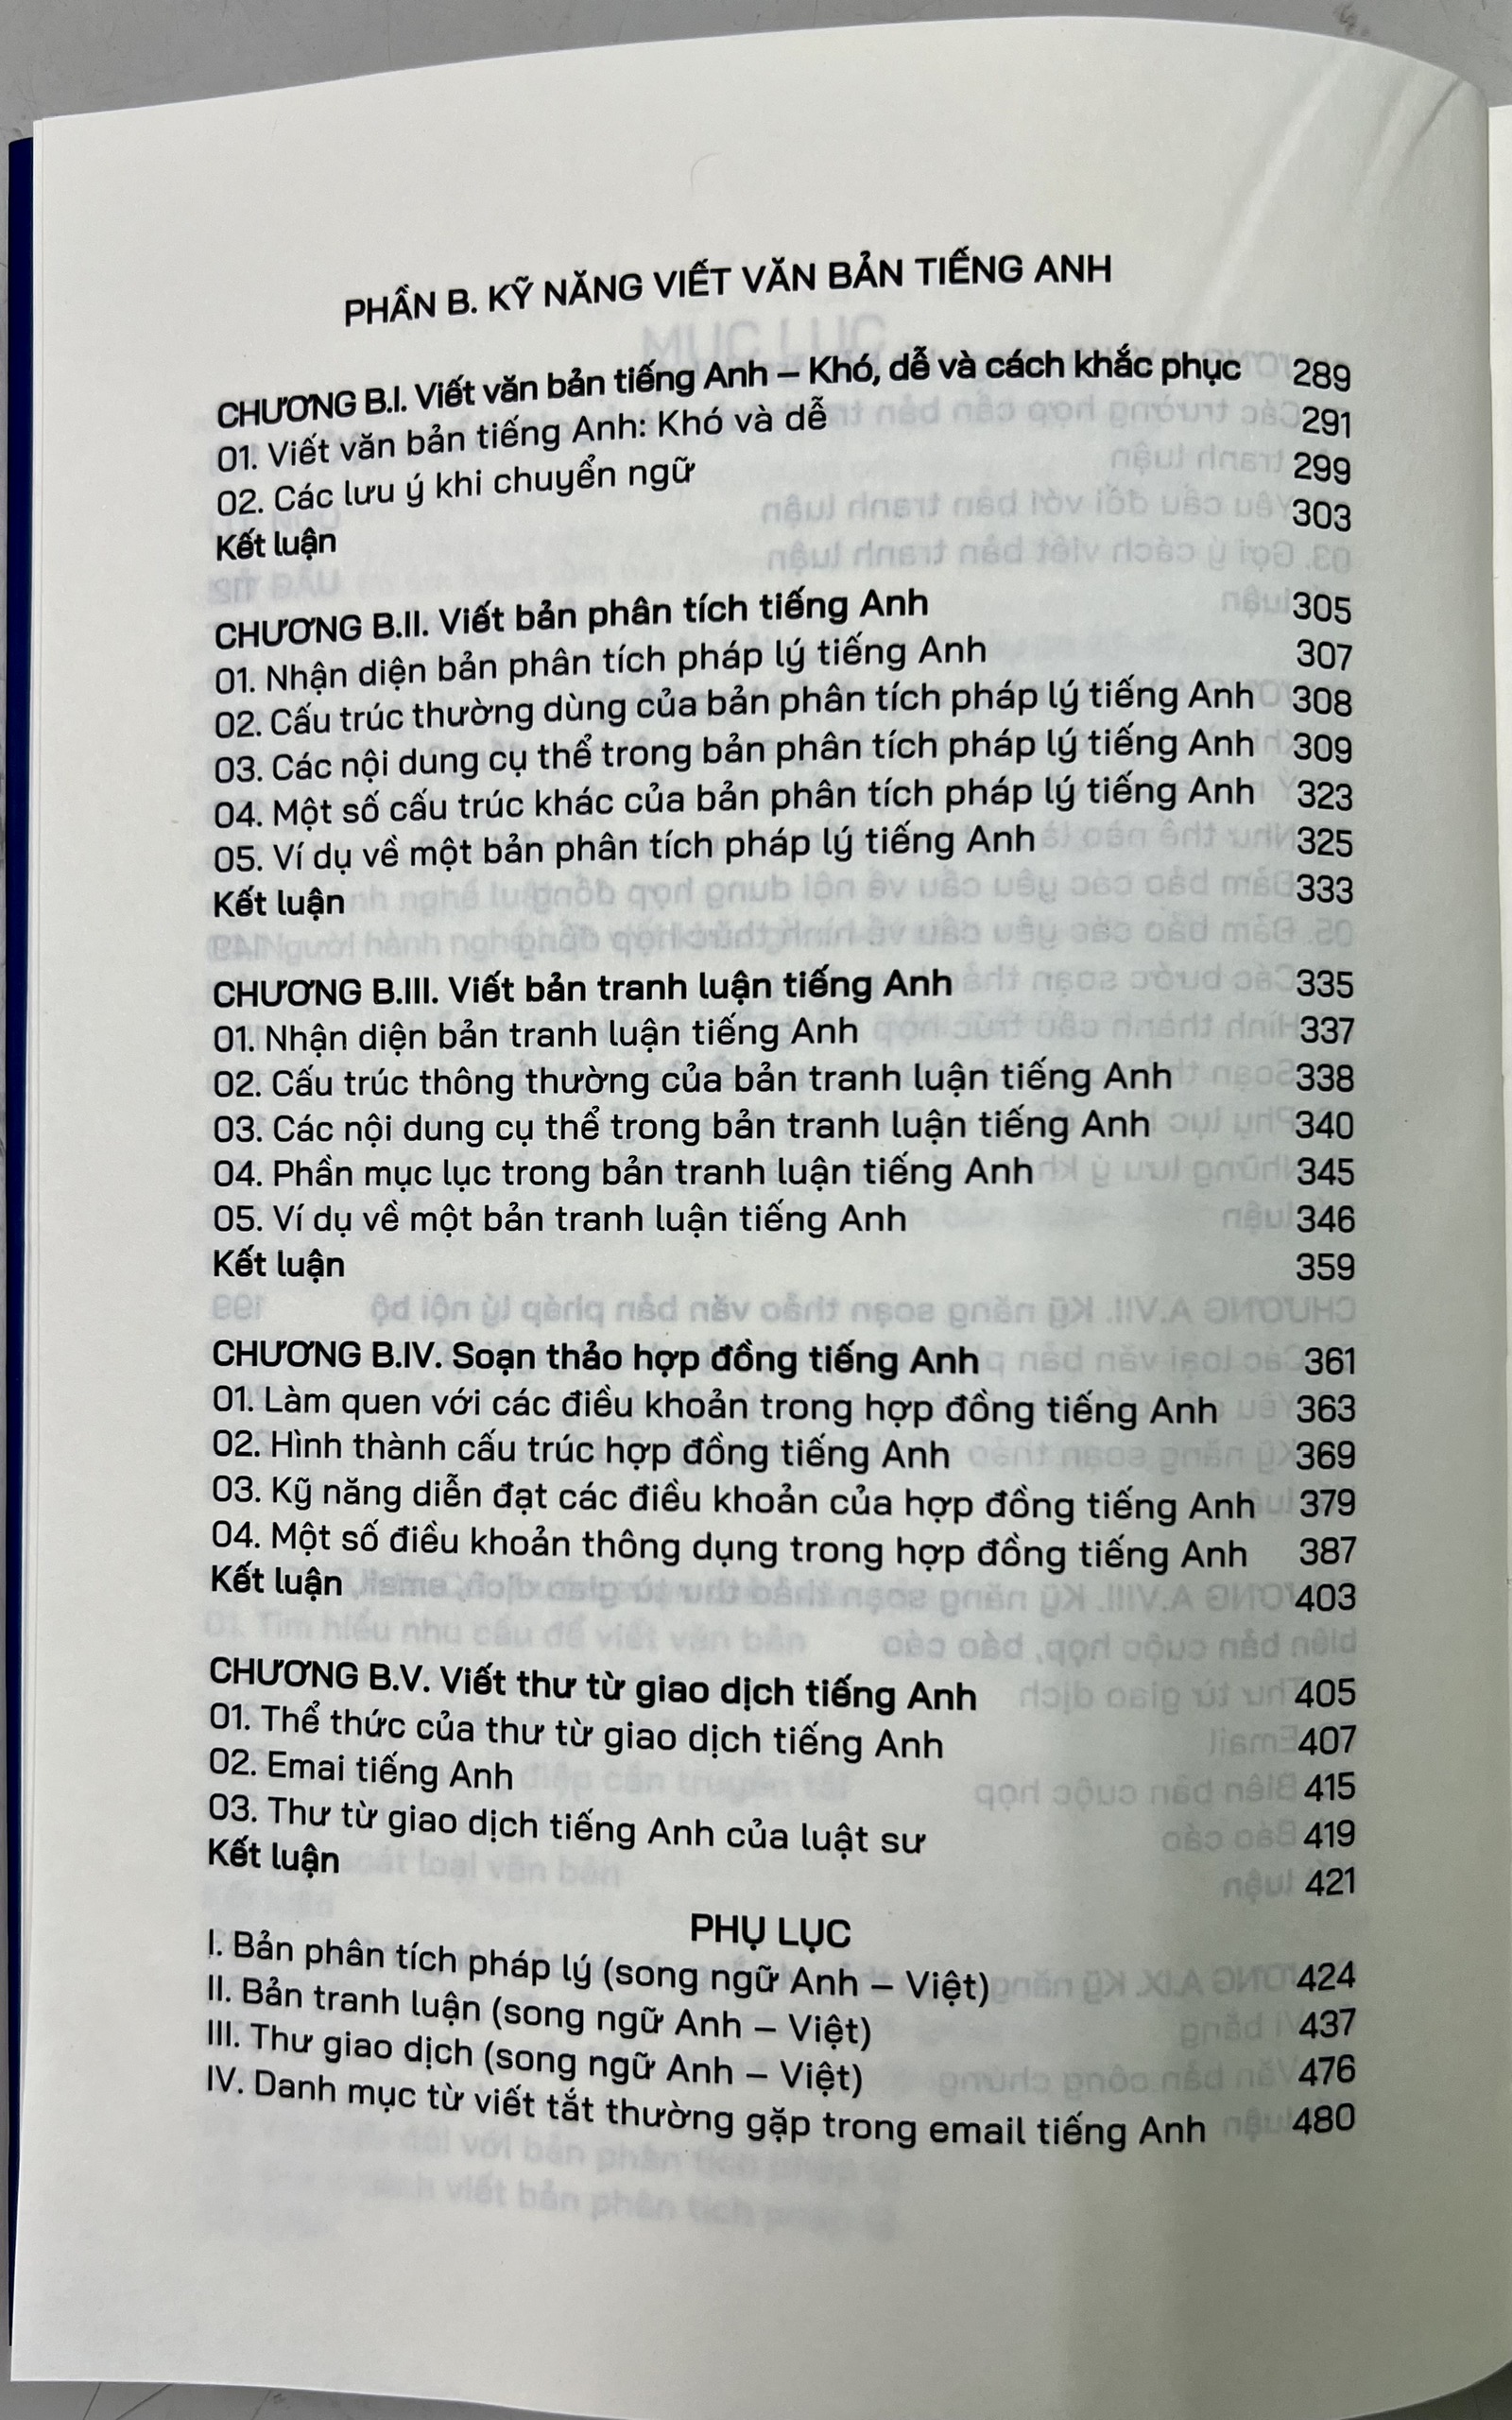 PHẦN B. KỸ NĂNG VIẾT VĂN BẢN TIẾNG ANH
CHƯƠNG B.I. Viết văn bản tiếng Anh – Khó, dễ và cách khắc phục 289
01. Viết văn bản tiếng Anh: Khó và dễ 291
02. Các lưu ý khi chuyển ngữ 299
Kết luận 303
CHƯƠNG B.II. Viết bản phân tích tiếng Anh 305
01. Nhận diện bản phân tích pháp lý tiếng Anh 307
02. Cấu trúc thường dùng của bản phân tích pháp lý tiếng Anh 308
03. Các nội dung cụ thể trong bản phân tích pháp lý tiếng Anh 309
04. Một số cấu trúc khác của bản phân tích pháp lý tiếng Anh 323
05. Ví dụ về một bản phân tích pháp lý tiếng Anh 325
Kết luận 333
CHƯƠNG B.III. Viết bản tranh luận tiếng Anh 335
01. Nhận diện bản tranh luận tiếng Anh 337
02. Cấu trúc thông thường của bản tranh luận tiếng Anh 338
03. Các nội dung cụ thể trong bản tranh luận tiếng Anh 340
04. Phần mục lục trong bản tranh luận tiếng Anh 345
05. Ví dụ về một bản tranh luận tiếng Anh 346
Kết luận 359
CHƯƠNG B.IV. Soạn thảo hợp đồng tiếng Anh 361
01. Làm quen với các điều khoản trong hợp đồng tiếng Anh 363
02. Hình thành cấu trúc hợp đồng tiếng Anh 369
03. Kỹ năng diễn đạt các điều khoản của hợp đồng tiếng Anh 379
04. Một số điều khoản thông dụng trong hợp đồng tiếng Anh 387
Kết luận 403
CHƯƠNG B.V. Viết thư từ giao dịch tiếng Anh 405
01. Thể thức của thư từ giao dịch tiếng Anh 407
02. Emai tiếng Anh 415
03. Thư từ giao dịch tiếng Anh của luật sư 419
Kết luận 421
PHỤ LỤC
I. Bản phân tích pháp lý (song ngữ Anh – Việt) 424
II. Bản tranh luận (song ngữ Anh – Việt) 437
III. Thư giao dịch (song ngữ Anh – Việt) 476
IV. Danh mục từ viết tắt thường gặp trong email tiếng Anh 480